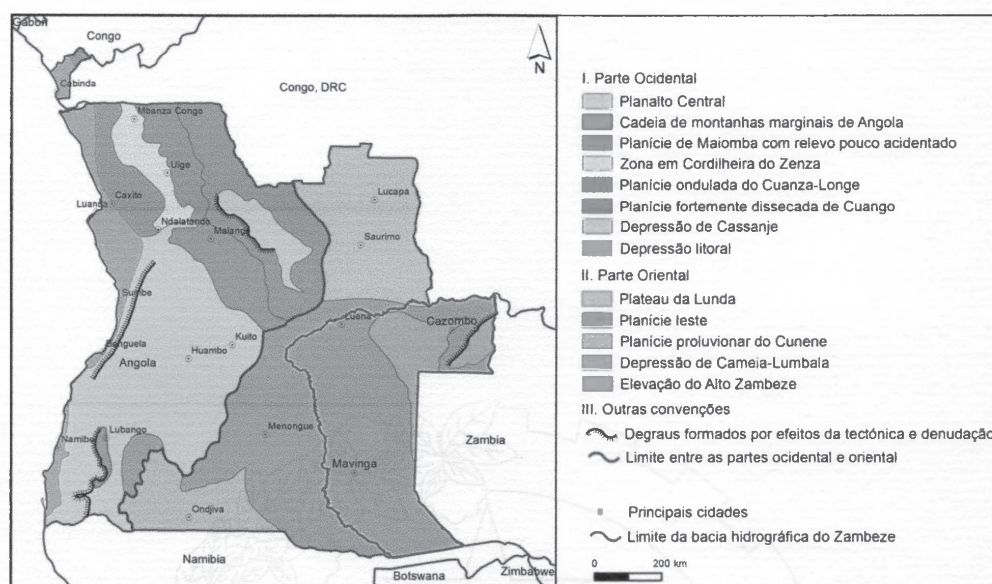 Gabon
Congo
Cabinda
Congo, DRC
N
Mbanza Congo
Uige
Lucapa
Caxito
Luanda
Ndalatando
Malange
Saurimo
Sumbe
Luena
Cazombo
Benguela
Kuito
Huambo
Angola
Namibe
Lubango
Menongue
Zambia
Mavinga
Ondjiva
Namibia
Botswana
Zimbabwe
I. Parte Ocidental
Planalto Central
Cadeia de montanhas marginais de Angola
Planície de Maiomba com relevo pouco acidentado
Zona em Cordilheira do Zenza
Planície ondulada do Cuanza-Longe
Planície fortemente dissecada de Cuango
Depressão de Cassanje
Depressão litoral
II. Parte Oriental
Plateau da Lunda
Planície leste
Planície proluvionar do Cunene
Depressão de Cameia-Lumbala
Elevação do Alto Zambeze
III. Outras convenções
Degraus formados por efeitos da tectónica e denudação
Limite entre as partes ocidental e oriental
Principais cidades
Limite da bacia hidrográfica do Zambeze
0 200 km